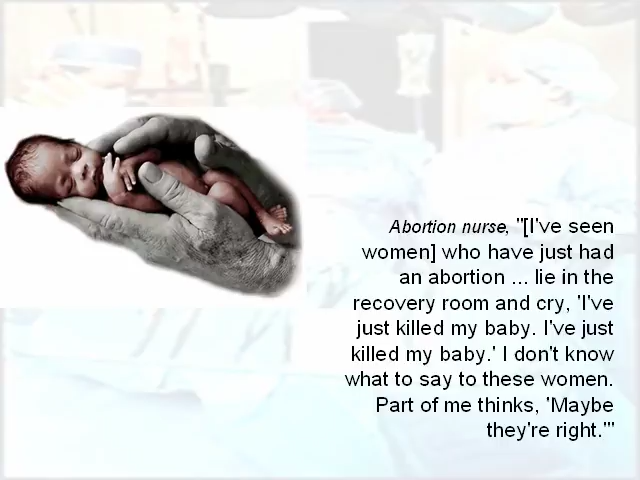 Abortion nurse, "[I've seen
women] who have just had
an abortion ... lie in the
recovery room and cry, 'I've
just killed my baby. I've just
killed my baby.' I don't know
what to say to these women.
Part of me thinks, 'Maybe
they're right.'"